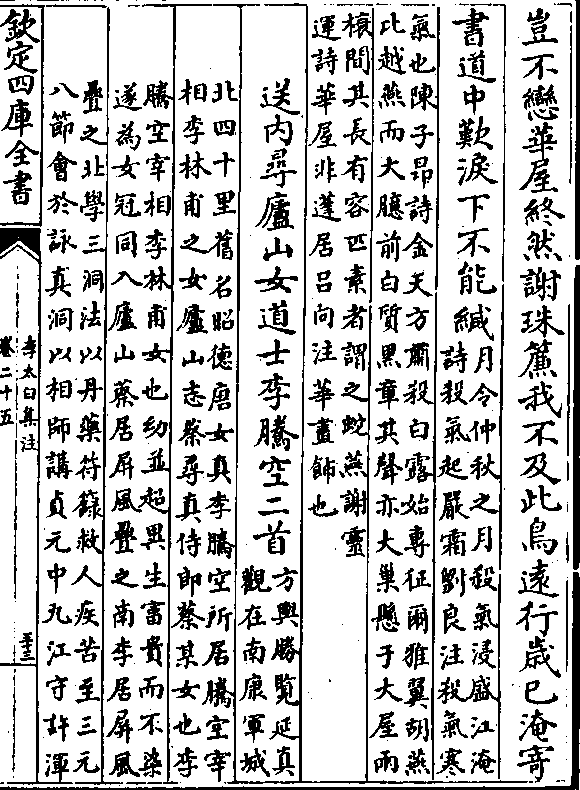 豈不戀華屋終然謝珠簾我不及此鳥遠行歲已淹寄
書道中歎淚下不能緘
月令仲秋之月殺氣浸盛江淹
詩殺氣起嚴霜劉良注殺氣寒
氣也陳子昂詩金天方肅殺白露始專征爾雅翼胡燕
比越燕而大臆前白質黑章其聲亦大巢懸于大屋兩
榱間其長有容匹素者謂之蛇燕謝靈
運詩華屋非蓬居呂向注華畫飾也
送内尋廬山女道士李騰空二首
方輿勝覽延真
觀在南康軍城
北四十里舊名昭德唐女真李騰空所居騰空宰
相李林甫之女廬山志蔡尋真侍郎蔡某女也李
騰空宰相李林甫女也幼並超異生富貴而不染
遂為女冠同入廬山蔡居屏風疊之南李居屏風
疊之北學三洞法以丹藥符籙救人疾苦至三元
八節會於詠真洞以相師講貞元中九江守許渾
欽定四庫全書
李太白集注
卷二十五